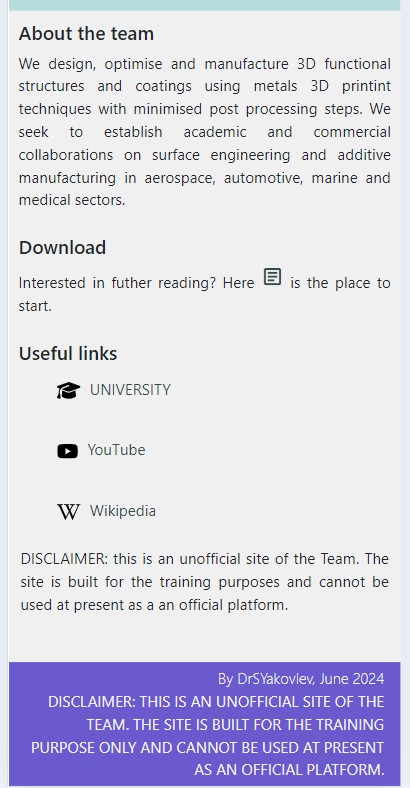 About the team
We design, optimise and manufacture 3D functional
structures and coatings using metals 3D printint
techniques with minimised post processing steps. We
seek to establish academic and commercial
collaborations on surface engineering and additive
manufacturing in aerospace, automotive, marine and
medical sectors.
Download
Interested in futher reading? Here is the place to
start.
Useful links
UNIVERSITY
YouTube
W Wikipedia
DISCLAIMER: this is an unofficial site of the Team. The
site is built for the training purposes and cannot be
used at present as a an official platform.
By DrSYakovlev, June 2024
DISCLAIMER: THIS IS AN UNOFFICIAL SITE OF THE
TEAM. THE SITE IS BUILT FOR THE TRAINING
PURPOSE ONLY AND CANNOT BE USED AT PRESENT
AS AN OFFICIAL PLATFORM.